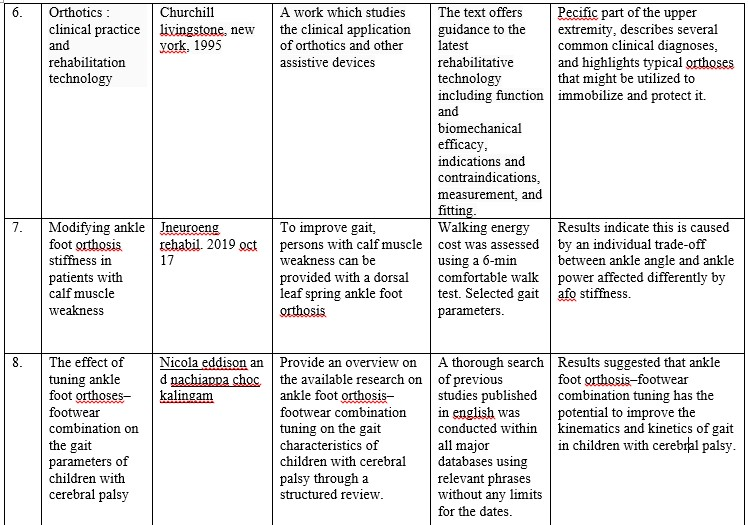 6.
Orthotics :
clinical practice
and
rehabilitation
technology
Churchill
livingstone, new
york, 1995
A work which studies
the clinical application
of orthotics and other
assistive devices
The text offers
guidance to the
latest
rehabilitative
technology
including function
and
biomechanical
efficacy,
indications and
contraindications,
measurement, and
fitting.
Pecific part of the upper
extremity, describes several
common clinical diagnoses,
and highlights typical orthoses
that might be utilized to
immobilize and protect it.
7.
Modifying ankle
foot orthosis
stiffness in
patients with
calf muscle
weakness
Jneuroeng
rehabil. 2019 oct
17
To improve gait,
persons with calf muscle
weakness can be
provided with a dorsal
leaf spring ankle foot
orthosis
Walking energy
cost was assessed
using a 6-min
comfortable walk
test. Selected gait
parameters.
Results indicate this is caused
by an individual trade-off
between ankle angle and ankle
power affected differently by
afo stiffness.
8.
The effect of
tuning ankle
foot orthoses–
footwear
combination on
the gait
parameters of
children with
cerebral palsy
Nicola eddison an
d nachiappa choc
kalingam
Provide an overview on
the available research on
ankle foot orthosis–
footwear combination
tuning on the gait
characteristics of
children with cerebral
palsy through a
structured review.
A thorough search
of previous
studies published
in english was
conducted within
all major
databases using
relevant phrases
without any limits
for the dates.
Results suggested that ankle
foot orthosis–footwear
combination tuning has the
potential to improve the
kinematics and kinetics of gait
in children with cerebral palsy.